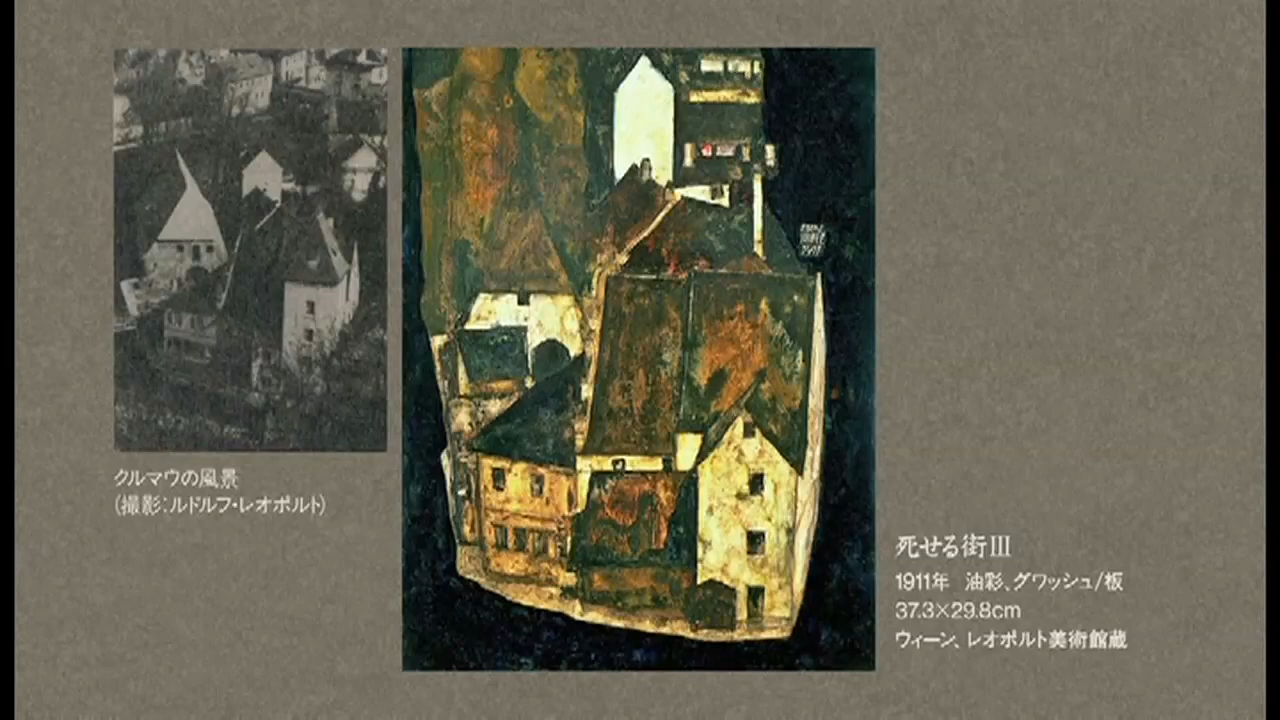 クルマウの風景
(撮影:ルドルフ・レオポルト)
死せる街III
1911年 油彩、グワッシュ/板
37.3×29.8cm
ウィーン、レオポルト美術館蔵